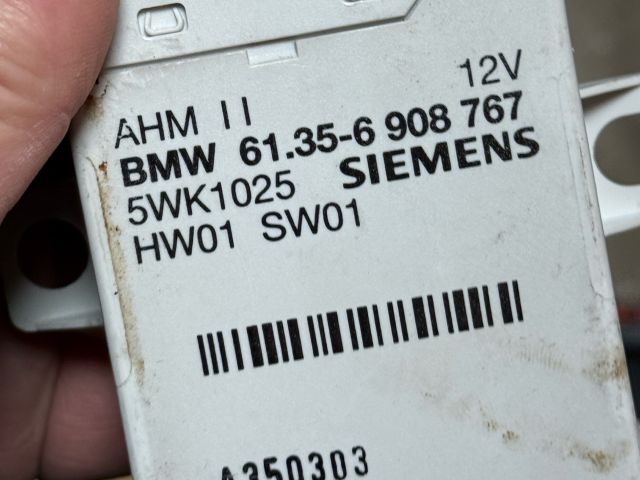 12V
AHM II
BMW 61.35-6 908 767
5WK1025 SIEMENS
HW01 SW01
A350303